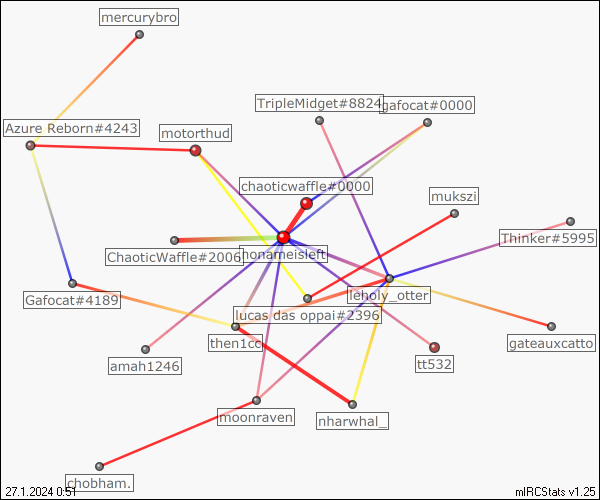 mercurybro
TripleMidget#8824
gafocat#0000
Azure Reborn#4243
motorthud
chaoticwaffle#0000
mukszi
Thinker#5995
ChaoticWaffle#2006
nonameisleft
Gafocat#4189
leholy_otter
lucas das oppai#2396
then1cc
gateauxcatto
amah1246
tt532
moonraven
nharwhal_
chobham.
27.1.2024 0:51
mIRCStats v1.25